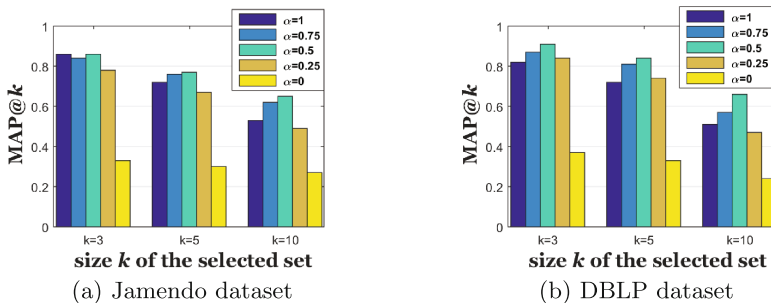 1
0.8
0.6
0.4
0.2
0
MAP@k
α=1
α=0.75
α=0.5
α=0.25
α=0
k=3
k=5
k=10
size k of the selected set
(a) Jamendo dataset
1
0.8
0.6
0.4
0.2
0
MAP@k
α=1
α=0.75
α=0.5
α=0.25
α=0
k=3
k=5
k=10
size k of the selected set
(b) DBLP dataset